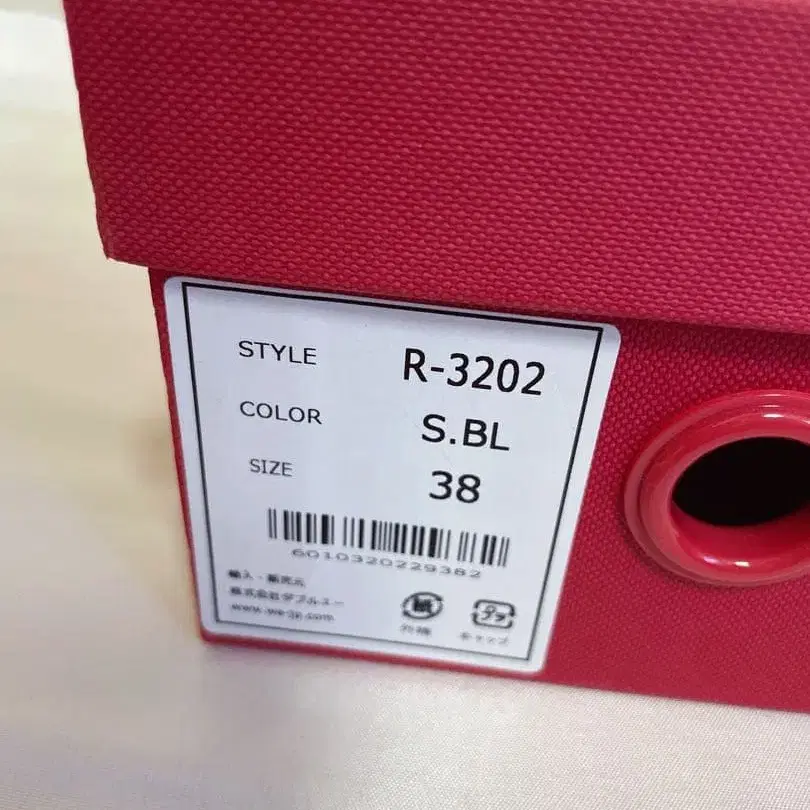 STYLE R-3202
COLOR S.BL
SIZE 38
6010320229382
輸入・販売元
株式会社ダブルエー
www.wa-jp.com
紙 プラ
外箱 キャップ